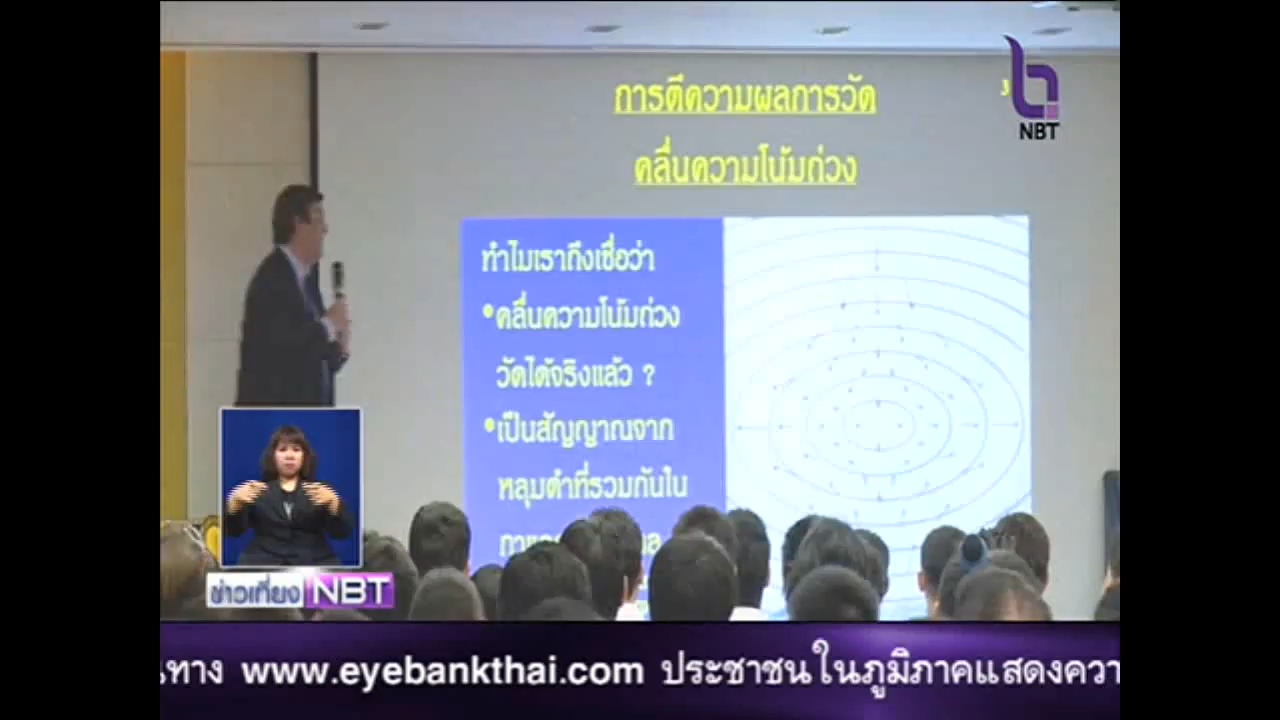 การตีความผลการวัด
คลื่นความโน้มถ่วง
3
NBT
ทำไมเราถึงเชื่อว่า
•คลื่นความโน้มถ่วง
วัดได้จริงแล้ว ?
•เป็นสัญญาณจาก
หลุมดำที่รวมกันใน
ข่าวเที่ยง NBT
www.eyebankthai.com ประชาชนในภูมิภาคแสดงควา